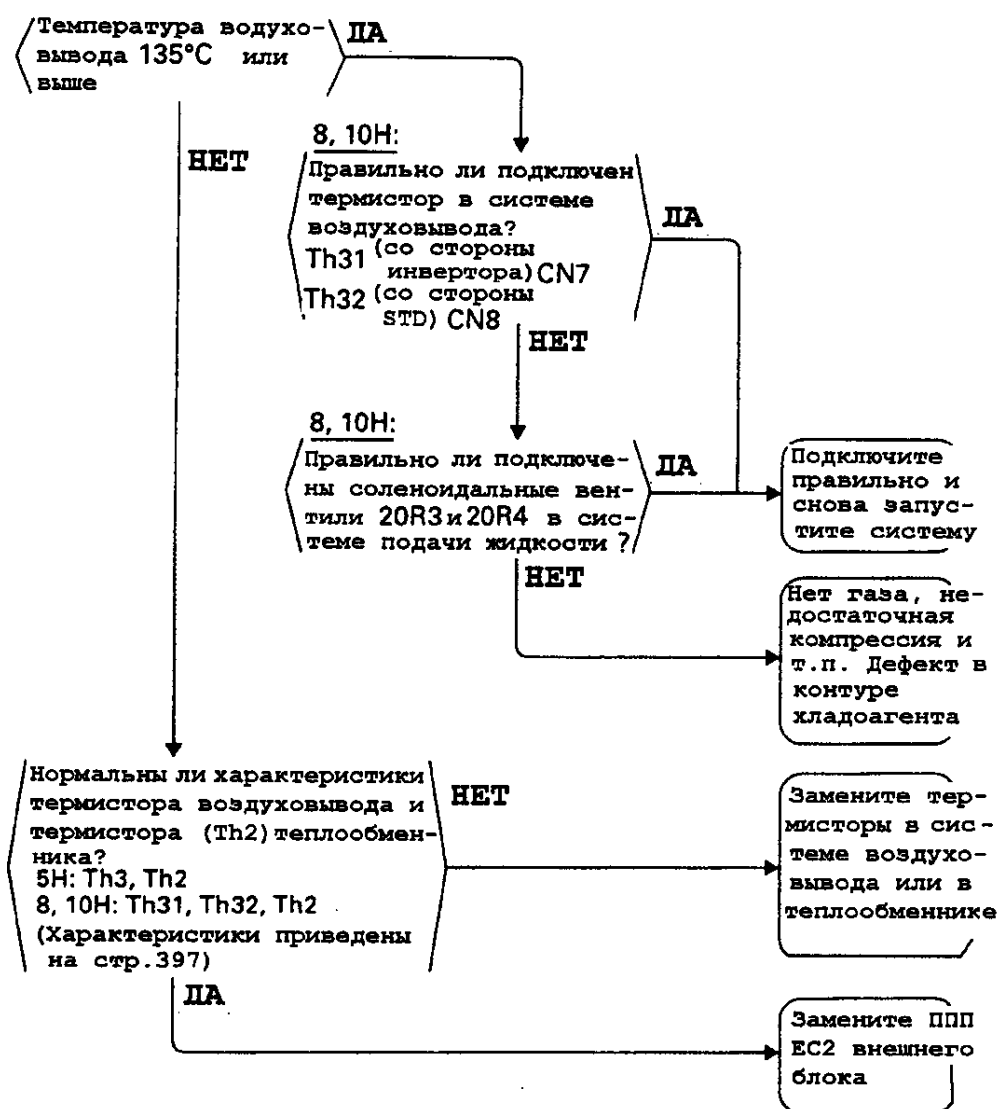 Температура водухо-
вывода 135°C или
выше
ДА
НЕТ
8, 10H:
Правильно ли подключен
термистор в системе
воздуховывода?
Th31 (со стороны
инвертора) CN7
Th32 (со стороны
STD) CN8
ДА
НЕТ
8, 10H:
Правильно ли подключе-
ны соленоидальные вен-
тили 20R3 и 20R4 в сис-
теме подачи жидкости ?
ДА
НЕТ
Подключите
правильно и
снова запус-
тите систему
Нет газа, не-
достаточная
компрессия и
т.п. Дефект в
контуре
хладоагента
Нормальны ли характеристики
термистора воздуховывода и
термистора (Th2) теплообмен-
ника?
5H: Th3, Th2
8, 10H: Th31, Th32, Th2
(Характеристики приведены
на стр.397)
НЕТ
ДА
Замените тер-
мисторы в сис-
теме воздухо-
вывода или в
теплообменнике
Замените ППП
EC2 внешнего
блока